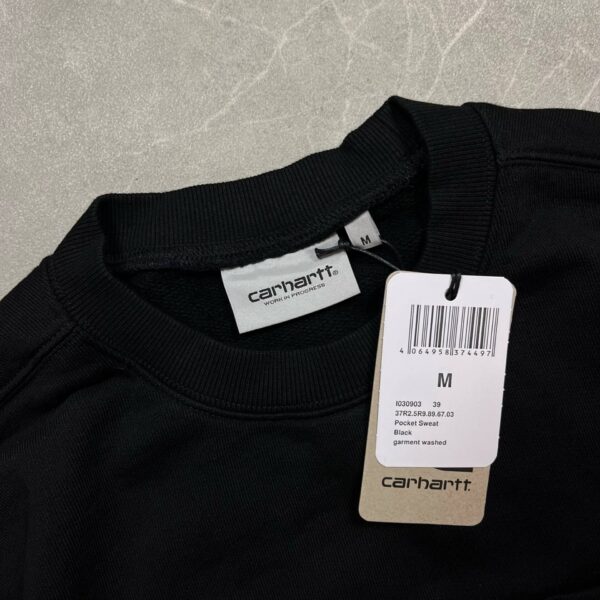 M
carhartt®
WORK IN PROGRESS
4 064958 374497
M
I030903 39
37R2.5R9.89.67.03
Pocket Sweat
Black
garment washed
carhartt